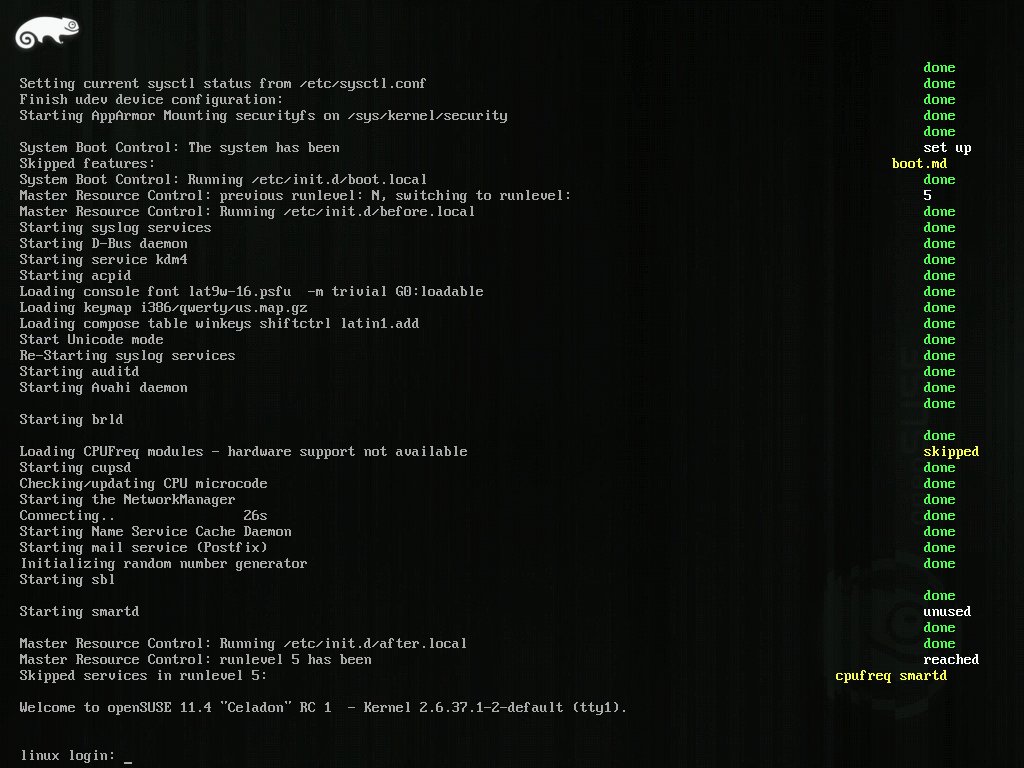 done
Setting current sysctl status from /etc/sysctl.conf done
Finish udev device configuration: done
Starting AppArmor Mounting securityfs on /sys/kernel/security done
done
System Boot Control: The system has been set up
Skipped features: boot.md
System Boot Control: Running /etc/init.d/boot.local done
Master Resource Control: previous runlevel: N, switching to runlevel: 5
Master Resource Control: Running /etc/init.d/before.local done
Starting syslog services done
Starting D-Bus daemon done
Starting service kdm4 done
Starting acpid done
Loading console font lat9w-16.psfu  -m trivial G0:loadable done
Loading keymap i386/qwerty/us.map.gz done
Loading compose table winkeys shiftctrl latin1.add done
Start Unicode mode done
Re-Starting syslog services done
Starting auditd done
Starting Avahi daemon done
done
Starting brld
done
Loading CPUFreq modules - hardware support not available skipped
Starting cupsd done
Checking/updating CPU microcode done
Starting the NetworkManager done
Connecting.. 26s done
Starting Name Service Cache Daemon done
Starting mail service (Postfix) done
Initializing random number generator done
Starting sbl
done
Starting smartd unused
done
Master Resource Control: Running /etc/init.d/after.local done
Master Resource Control: runlevel 5 has been reached
Skipped services in runlevel 5: cpufreq smartd
Welcome to openSUSE 11.4 "Celadon" RC 1  - Kernel 2.6.37.1-2-default (tty1).
linux login: _